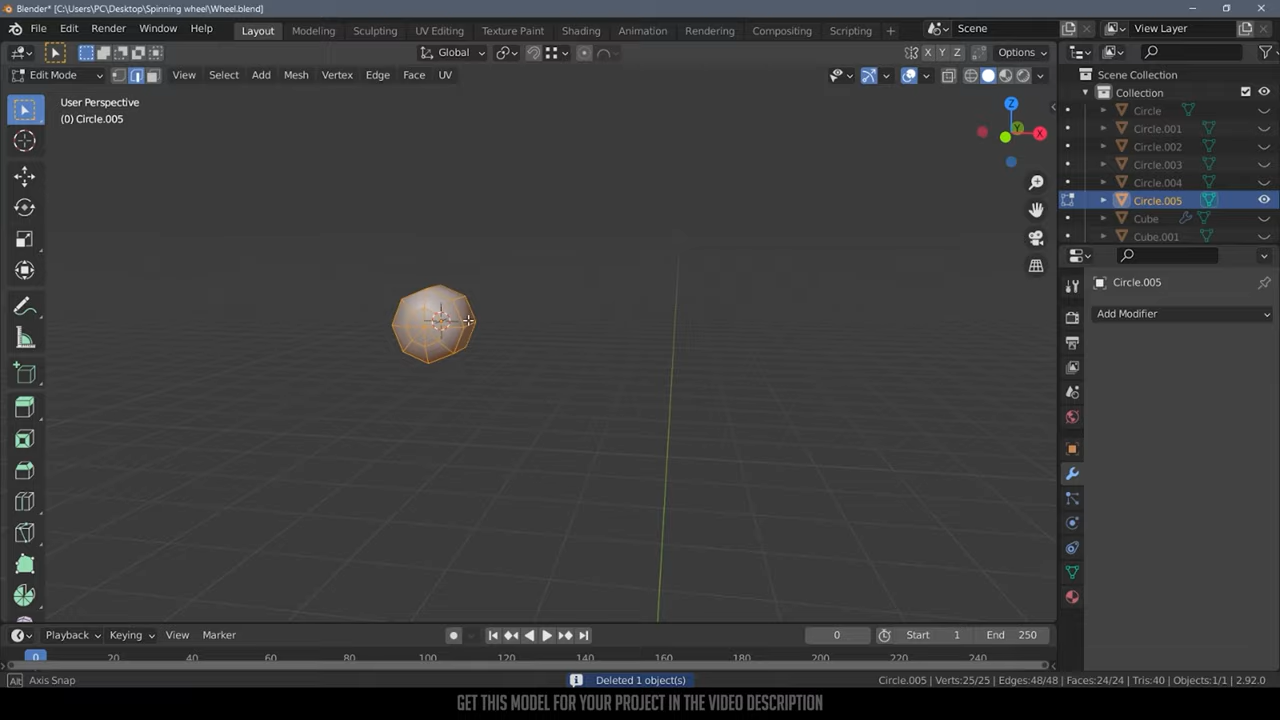 Blender* [C:\Users\PC\Desktop\Spinning wheel\Wheel.blend]
File Edit Render Window Help Layout Modeling Sculpting UV Editing Texture Paint Shading Animation Rendering Compositing Scripting + Scene View Layer
Global X Y Z Options
Edit Mode View Select Add Mesh Vertex Edge Face UV
User Perspective
(0) Circle.005
Z
Y
X
Scene Collection
Collection
Circle
Circle.001
Circle.002
Circle.003
Circle.004
Circle.005
Cube
Cube.001
Circle.005
Add Modifier
Playback Keying View Marker 0 Start 1 End 250
0 20 40 60 80 100 120 140 160 180 200 220 240
Alt Axis Snap Deleted 1 object(s) Circle.005 | Verts:25/25 | Edges:48/48 | Faces:24/24 | Tris:40 | Objects:1/1 | 2.92.0
GET THIS MODEL FOR YOUR PROJECT IN THE VIDEO DESCRIPTION